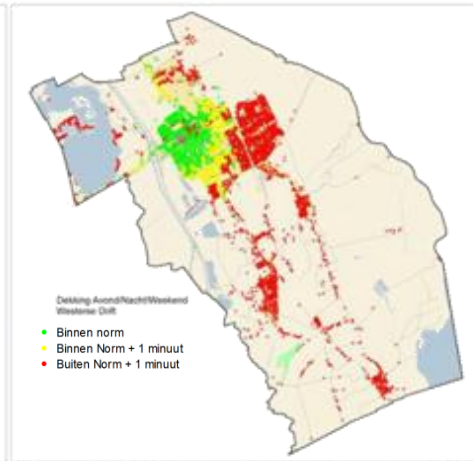 Dekking Avond/Nacht/Weekend
Westerse Drift
Binnen norm
Binnen Norm + 1 minuut
Buiten Norm + 1 minuut